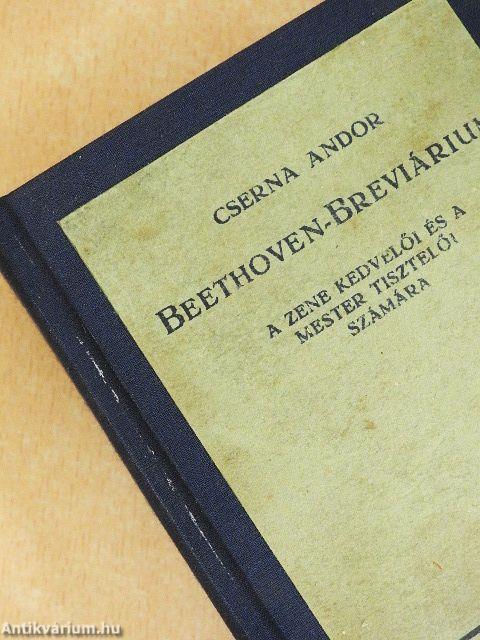 CSERNA ANDOR
BEETHOVEN-BREVIÁRIUM
A ZENE KEDVELŐI ÉS A
MESTER TISZTELŐI
SZÁMÁRA
Antikvárium.hu